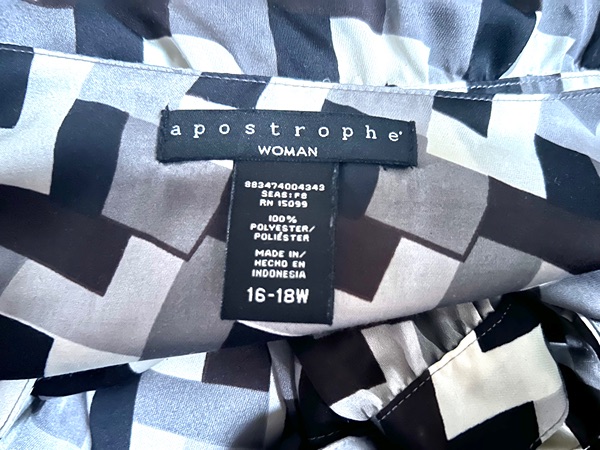 apostrophe
WOMAN
883474004343
SEAS:F8
RN 15099
100%
POLYESTER/
POLIÉSTER
MADE IN/
HECHO EN
INDONESIA
16-18W